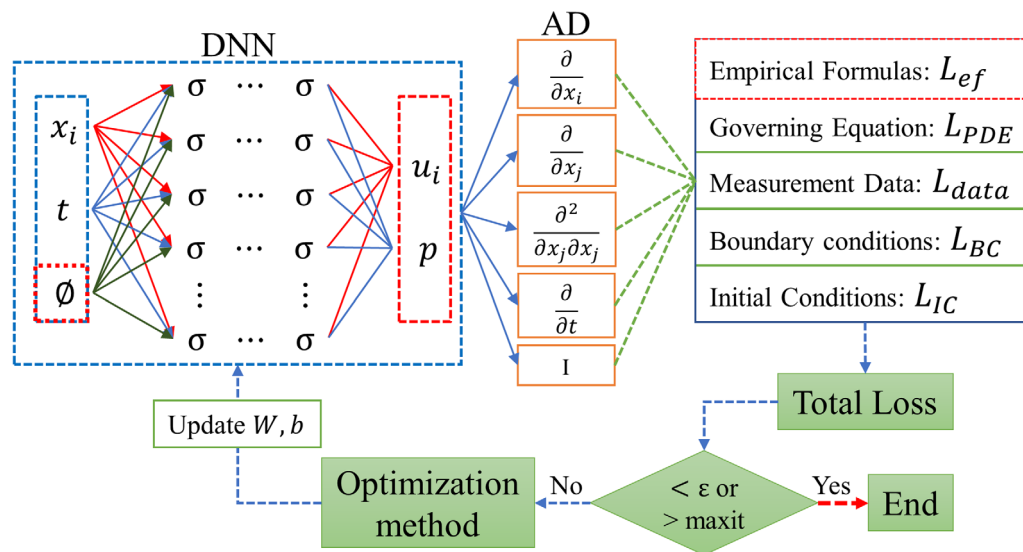 DNN
x_i
t
∅
σ ⋯ σ
σ ⋯ σ
σ ⋯ σ
σ ⋯ σ
⋮ ⋮
σ ⋯ σ
u_i
p
AD
∂/∂x_i
∂/∂x_j
∂²/∂x_j∂x_j
∂/∂t
I
Empirical Formulas: L_ef
Governing Equation: L_PDE
Measurement Data: L_data
Boundary conditions: L_BC
Initial Conditions: L_IC
Total Loss
< ε or
> maxit
Yes
End
No
Optimization
method
Update W, b